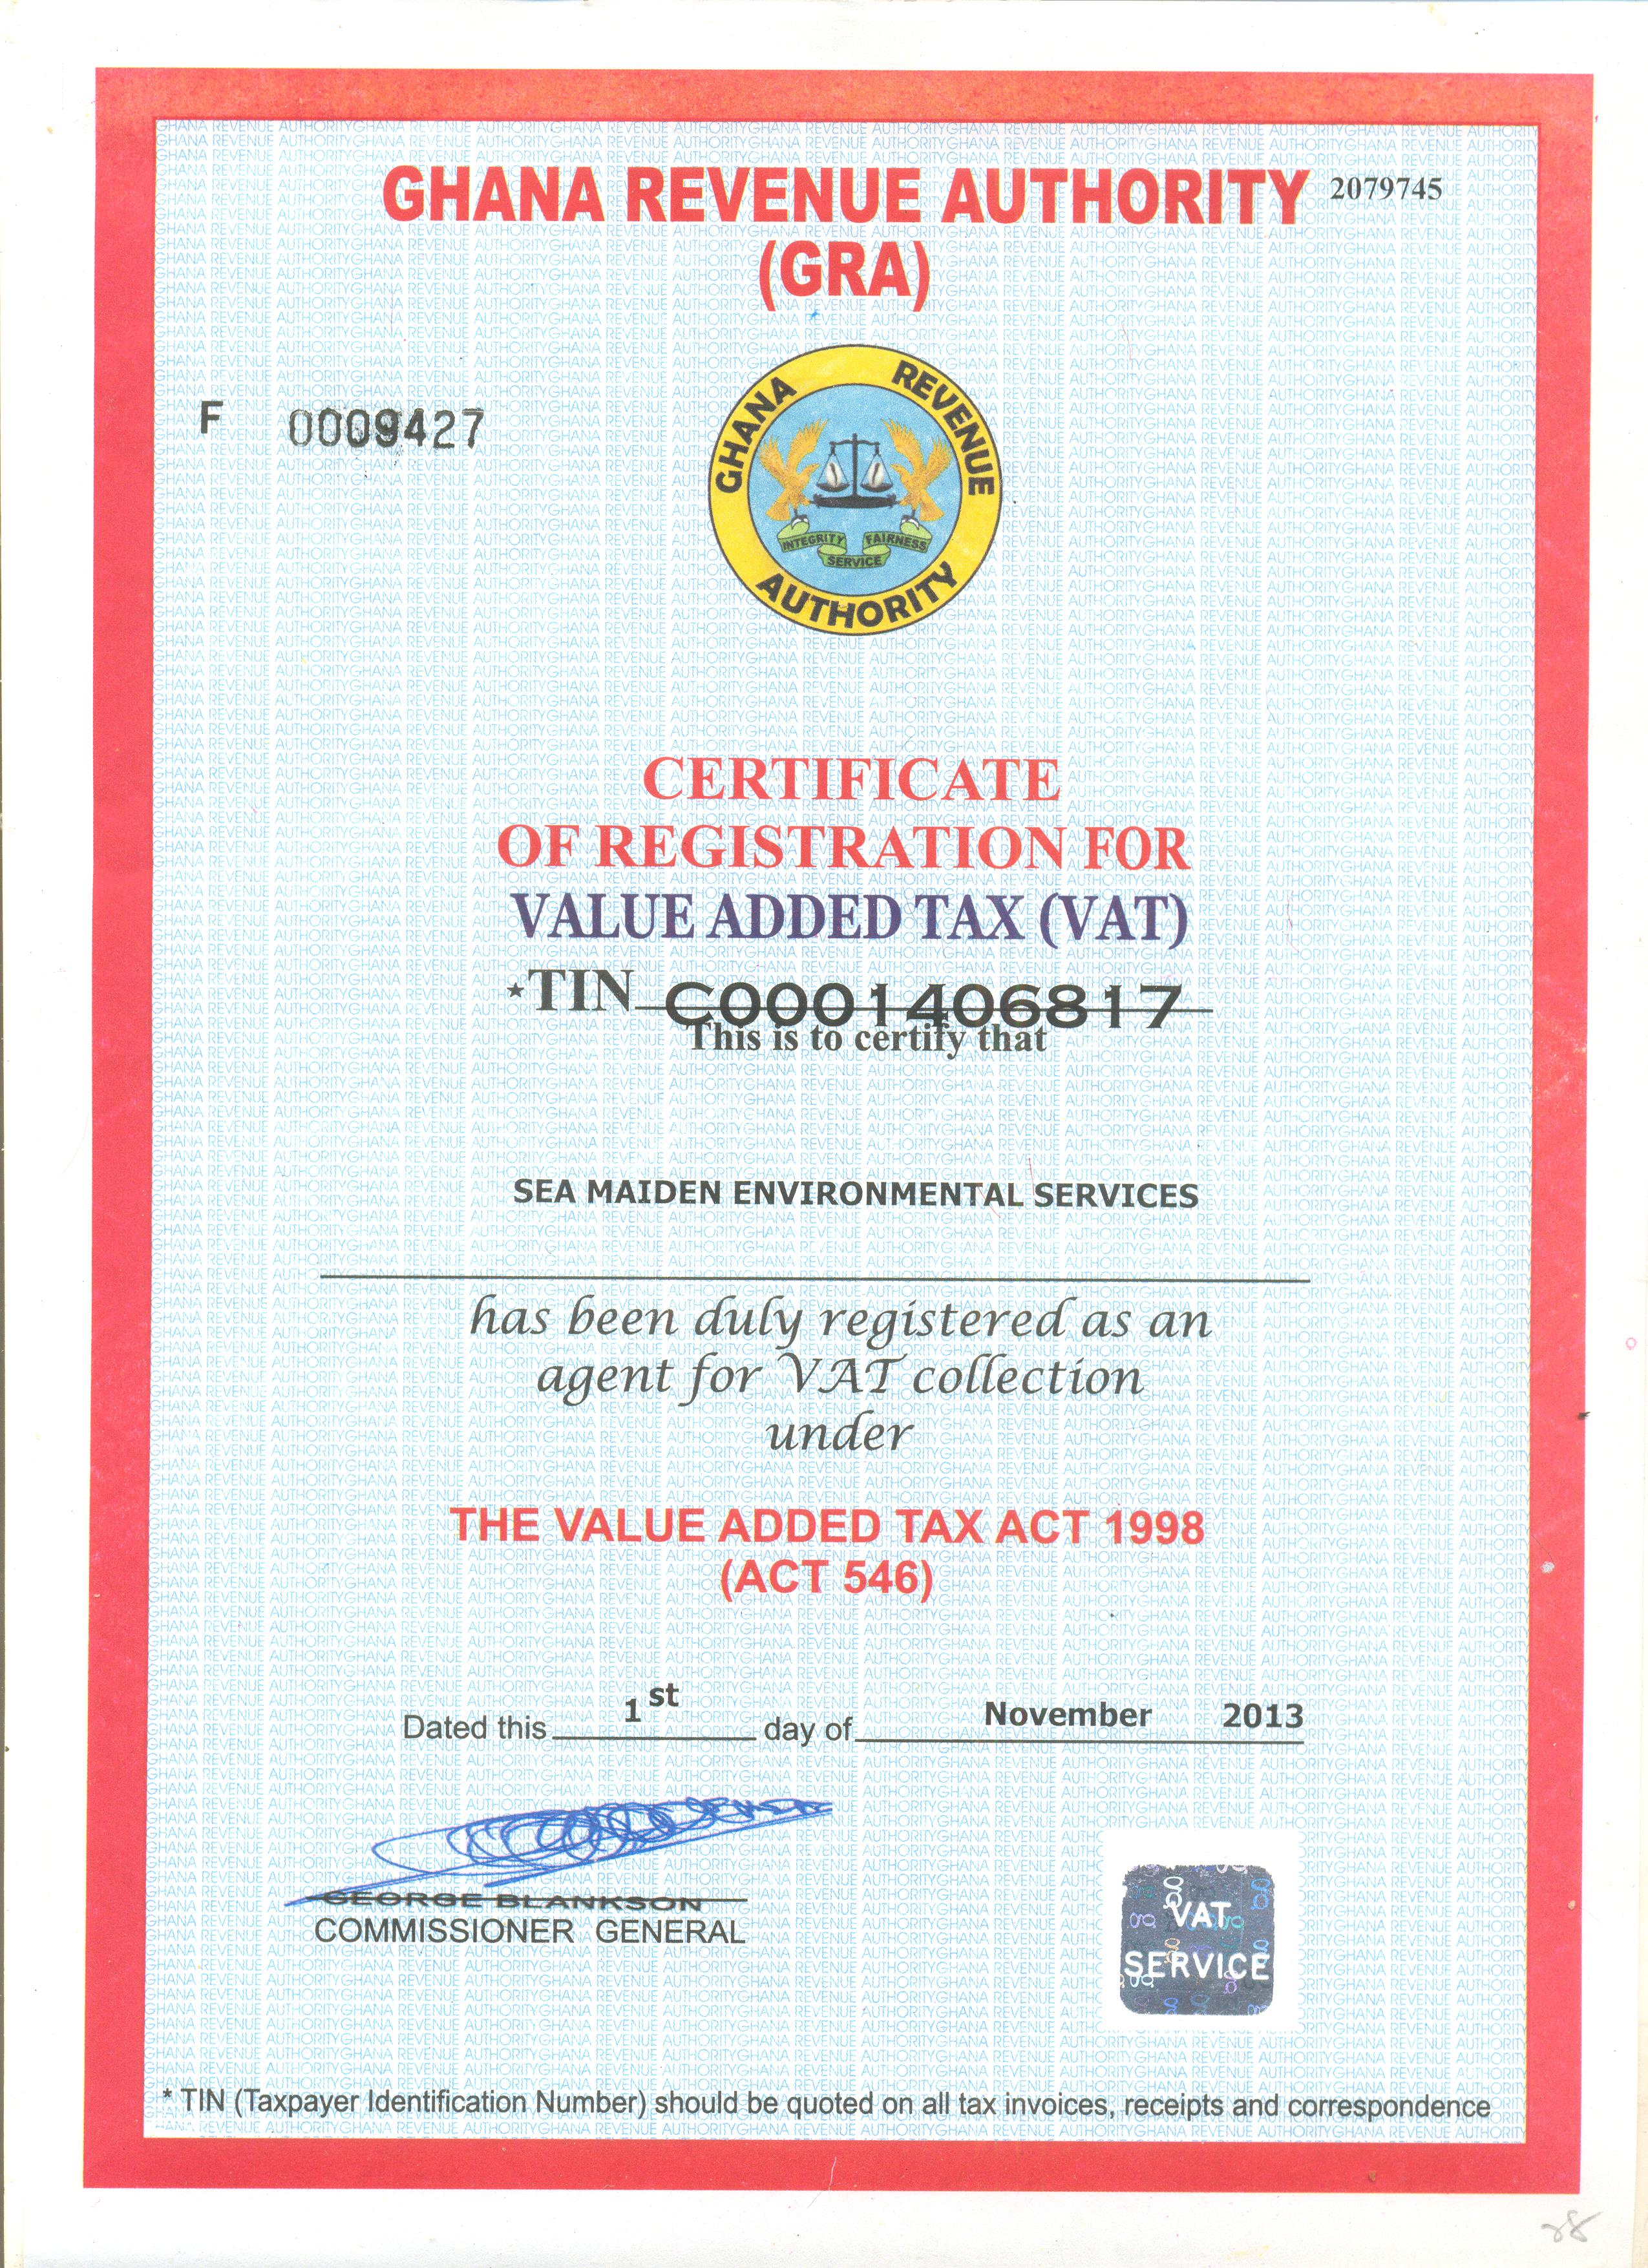 GHANA REVENUE AUTHORITY 2079745
(GRA)
F 0009427
GHANA REVENUE AUTHORITY
INTEGRITY FAIRNESS
SERVICE
CERTIFICATE
OF REGISTRATION FOR
VALUE ADDED TAX (VAT)
*TIN C0001406817
This is to certify that
SEA MAIDEN ENVIRONMENTAL SERVICES
has been duly registered as an
agent for VAT collection
under
THE VALUE ADDED TAX ACT 1998
(ACT 546)
Dated this 1st day of November 2013
GEORGE BLANKSON
COMMISSIONER GENERAL
VAT
SERVICE
* TIN (Taxpayer Identification Number) should be quoted on all tax invoices, receipts and correspondence